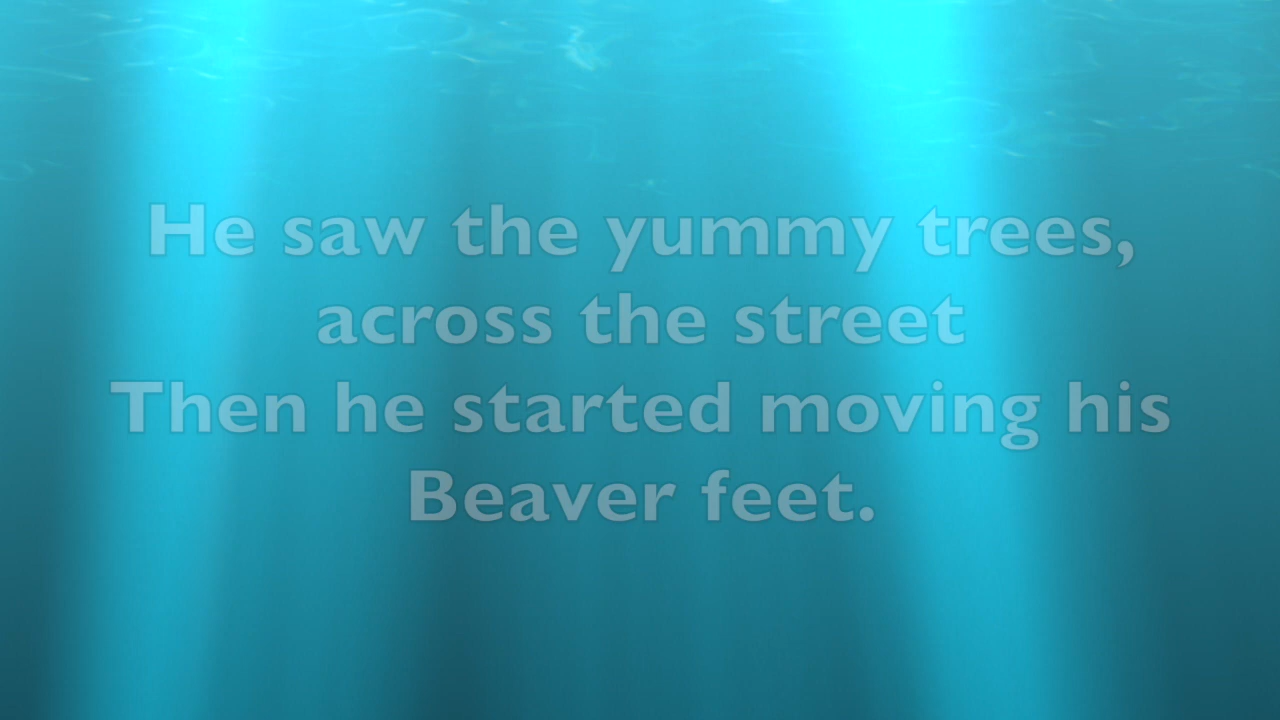 He saw the yummy trees,
across the street
Then he started moving his
Beaver feet.